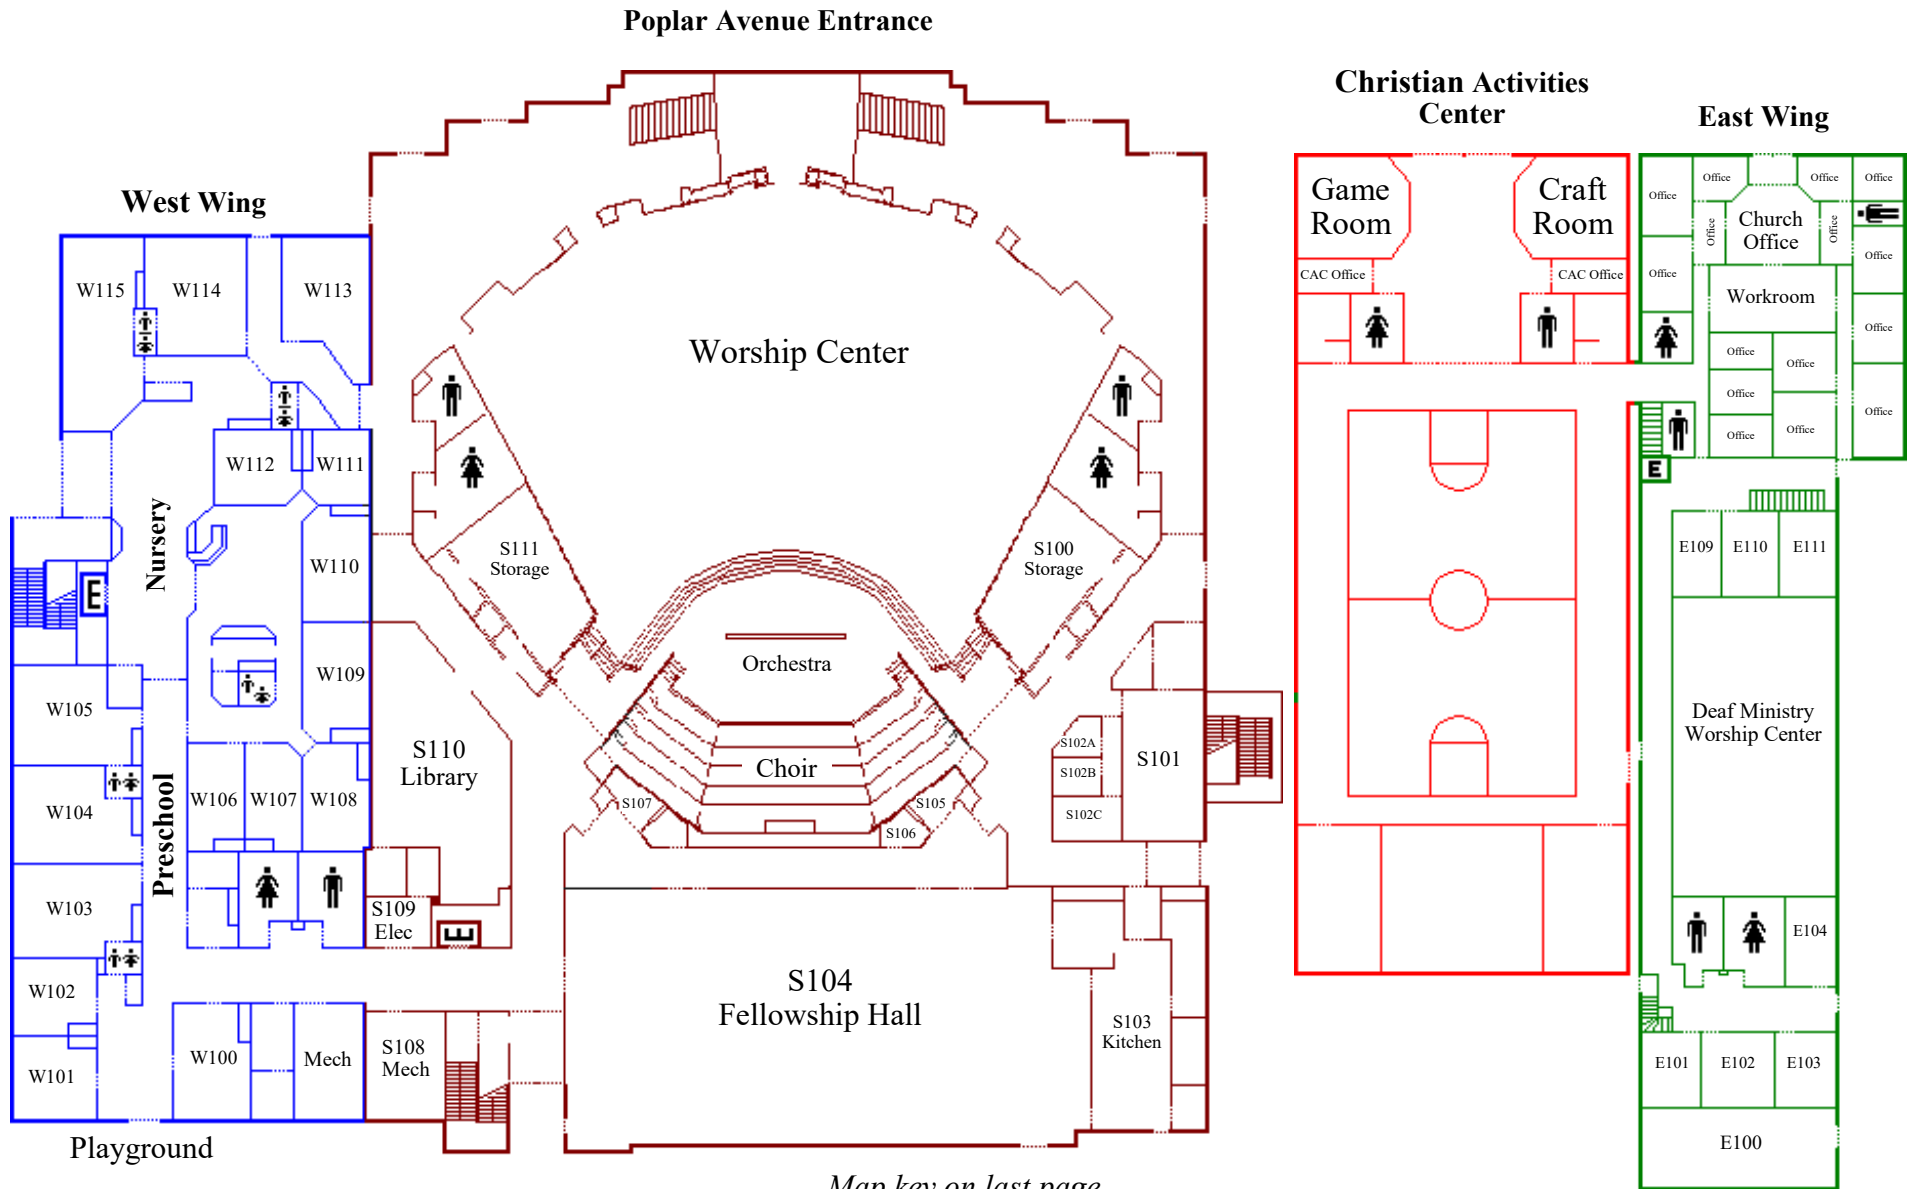 Poplar Avenue Entrance
Christian Activities
Center
East Wing
West Wing
W115
W114
W113
W112
W111
Nursery
W110
E
W109
W105
W104
Preschool
W106
W107
W108
W103
W102
W101
W100
Mech
Playground
Worship Center
S111
Storage
S100
Storage
Orchestra
Choir
S110
Library
S107
S105
S106
S102A
S102B
S102C
S101
S109
Elec
E
S108
Mech
S104
Fellowship Hall
S103
Kitchen
Map key on last page
Game
Room
Craft
Room
CAC Office
CAC Office
Office
Office
Office
Office
Office
Church
Office
Office
Office
Office
Workroom
Office
Office
Office
Office
Office
Office
Office
E
E109
E110
E111
Deaf Ministry
Worship Center
E104
E101
E102
E103
E100